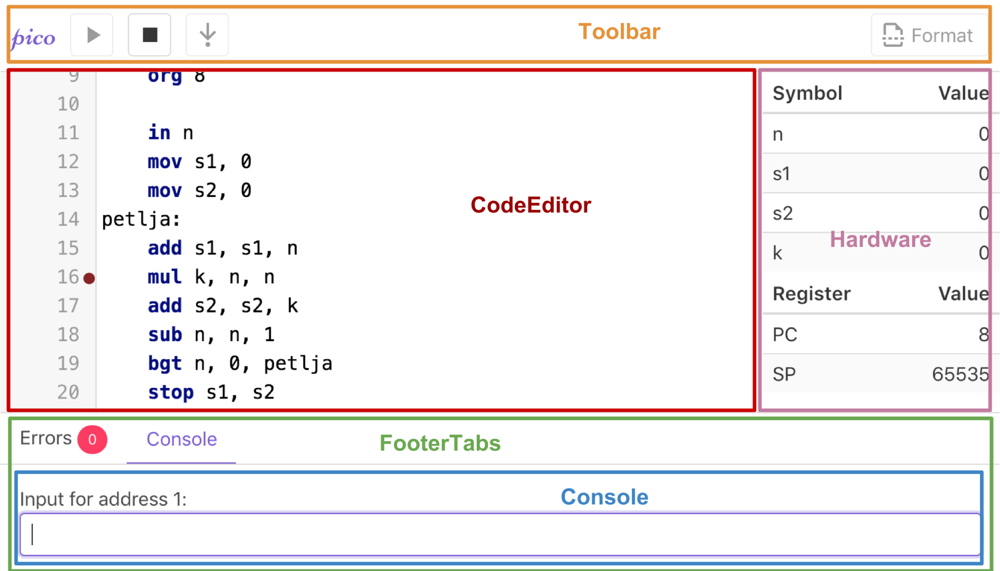 pico
Toolbar
Format
9 org 8
10
11 in n
12 mov s1, 0
13 mov s2, 0
14 petlja:
15 add s1, s1, n
16 mul k, n, n
17 add s2, s2, k
18 sub n, n, 1
19 bgt n, 0, petlja
20 stop s1, s2
CodeEditor
Symbol Value
n 0
s1 0
s2 0
Hardware
k 0
Register Value
PC 8
SP 65535
Errors 0 Console
FooterTabs
Console
Input for address 1: